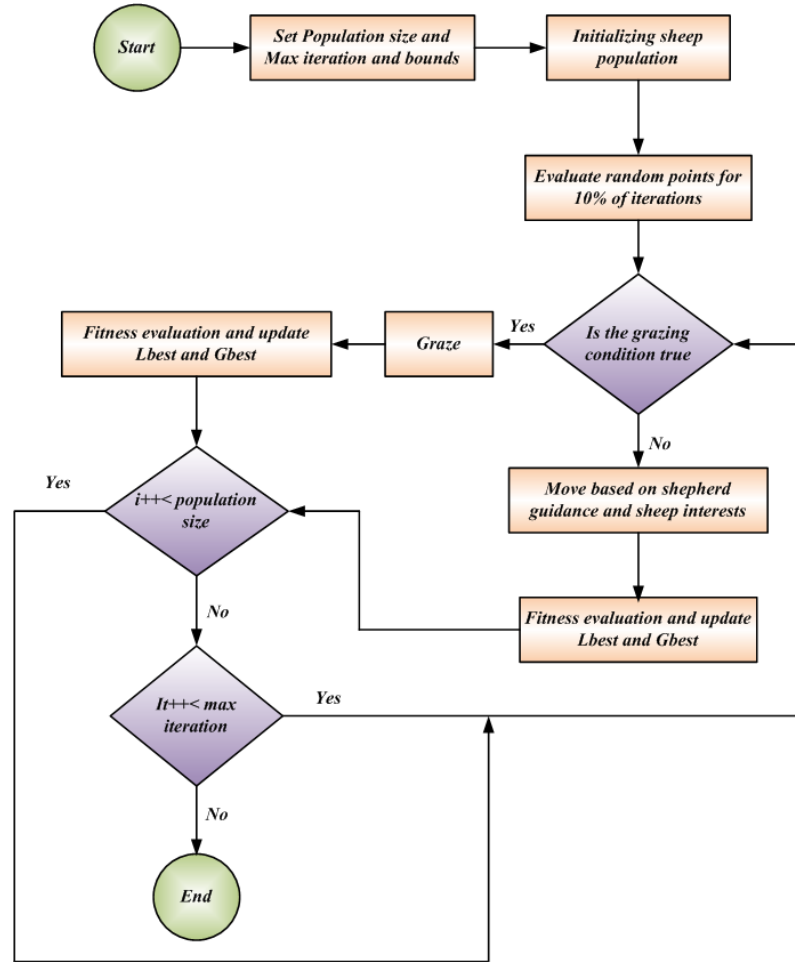 Start
Set Population size and
Max iteration and bounds
Initializing sheep
population
Evaluate random points for
10% of iterations
Is the grazing
condition true
Yes
Graze
Fitness evaluation and update
Lbest and Gbest
No
Move based on shepherd
guidance and sheep interests
Fitness evaluation and update
Lbest and Gbest
i++< population
size
Yes
No
It++< max
iteration
Yes
No
End